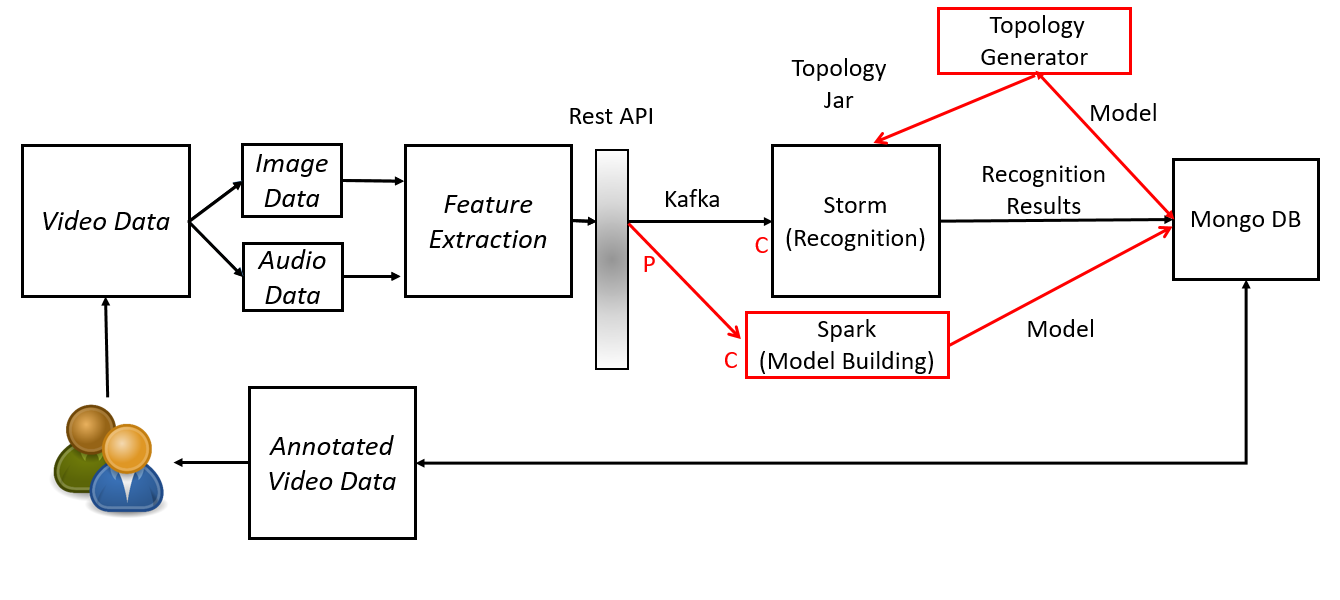 Topology
Generator
Topology
Jar
Model
Rest API
Video Data
Image
Data
Audio
Data
Feature
Extraction
Kafka
P
C
Storm
(Recognition)
Recognition
Results
Mongo DB
C
Spark
(Model Building)
Model
Annotated
Video Data